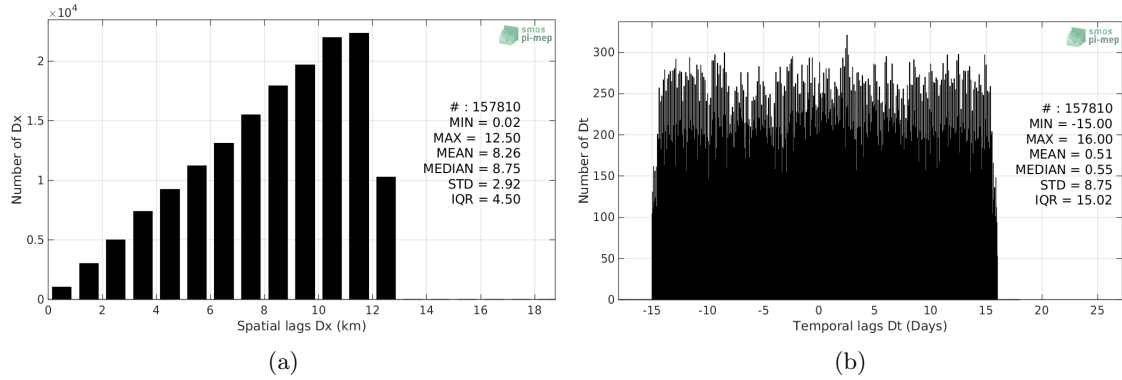 ×10⁴
2
1.5
1
0.5
0
Number of Dx
0 2 4 6 8 10 12 14 16 18
Spatial lags Dx (km)
smos
pi-mep
# : 157810
MIN = 0.02
MAX = 12.50
MEAN = 8.26
MEDIAN = 8.75
STD = 2.92
IQR = 4.50
(a)
300
250
200
150
100
50
0
Number of Dt
-15 -10 -5 0 5 10 15 20 25
Temporal lags Dt (Days)
smos
pi-mep
# : 157810
MIN = -15.00
MAX = 16.00
MEAN = 0.51
MEDIAN = 0.55
STD = 8.75
IQR = 15.02
(b)